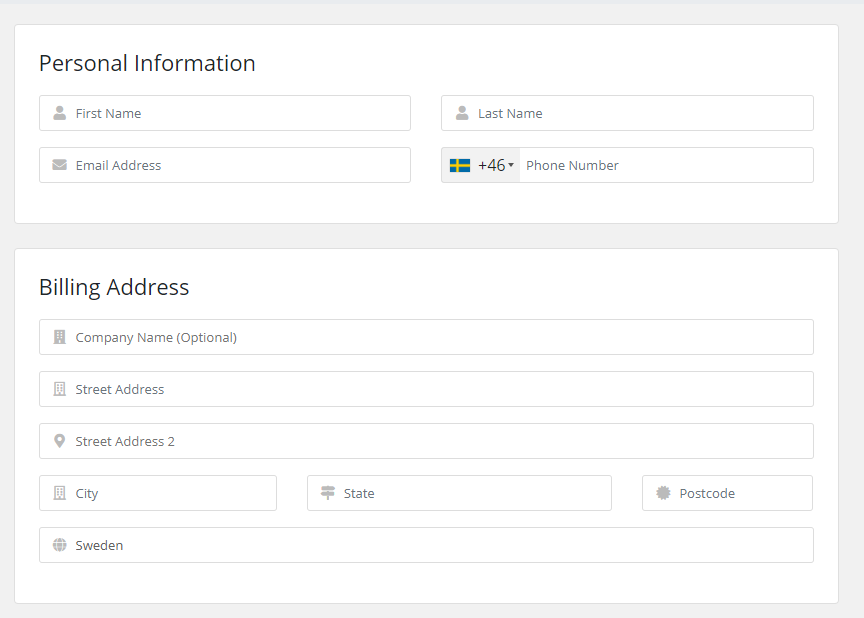 Personal Information
First Name
Last Name
Email Address
+46
Phone Number
Billing Address
Company Name (Optional)
Street Address
Street Address 2
City
State
Postcode
Sweden